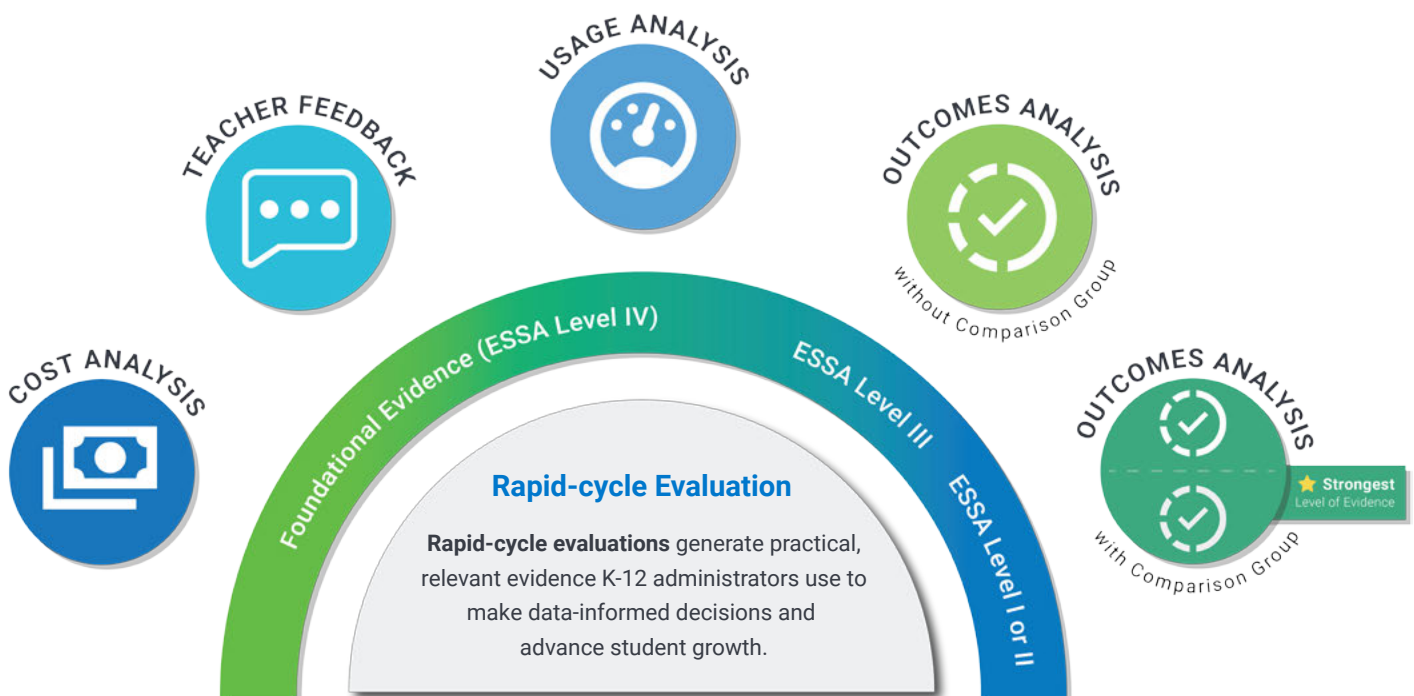 COST ANALYSIS
TEACHER FEEDBACK
USAGE ANALYSIS
OUTCOMES ANALYSIS
without Comparison Group
OUTCOMES ANALYSIS
with Comparison Group
Strongest
Level of Evidence
Foundational Evidence (ESSA Level IV)
ESSA Level III
ESSA Level I or II
Rapid-cycle Evaluation
Rapid-cycle evaluations generate practical,
relevant evidence K-12 administrators use to
make data-informed decisions and
advance student growth.